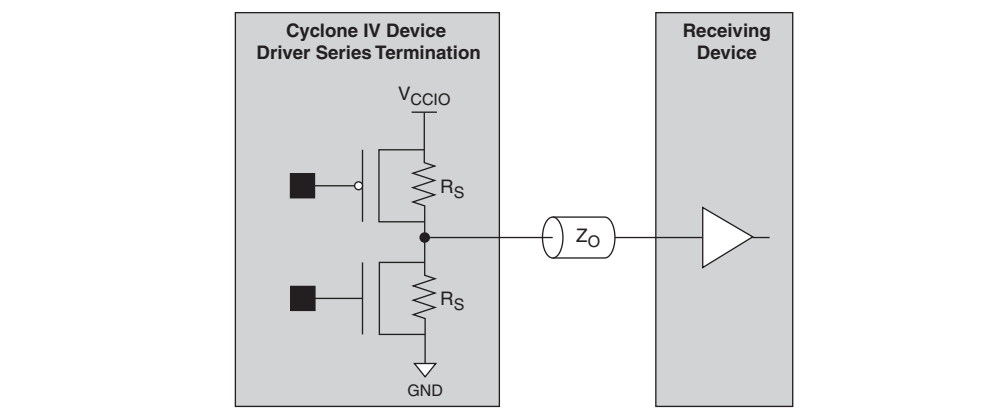 Cyclone IV Device
Driver Series Termination
Receiving
Device
VCCIO
RS
ZO
RS
GND